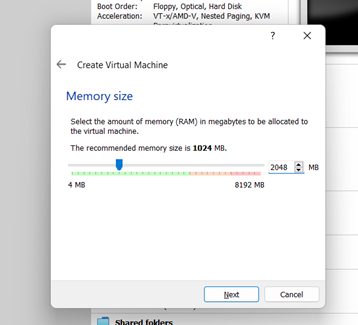 Boot Order: Floppy, Optical, Hard Disk
Acceleration: VT-x/AMD-V, Nested Paging, KVM
?
Create Virtual Machine
Memory size
Select the amount of memory (RAM) in megabytes to be allocated
to the virtual machine.
The recommended memory size is 1024 MB.
2048 MB
4 MB 8192 MB
Next Cancel
Shared folders